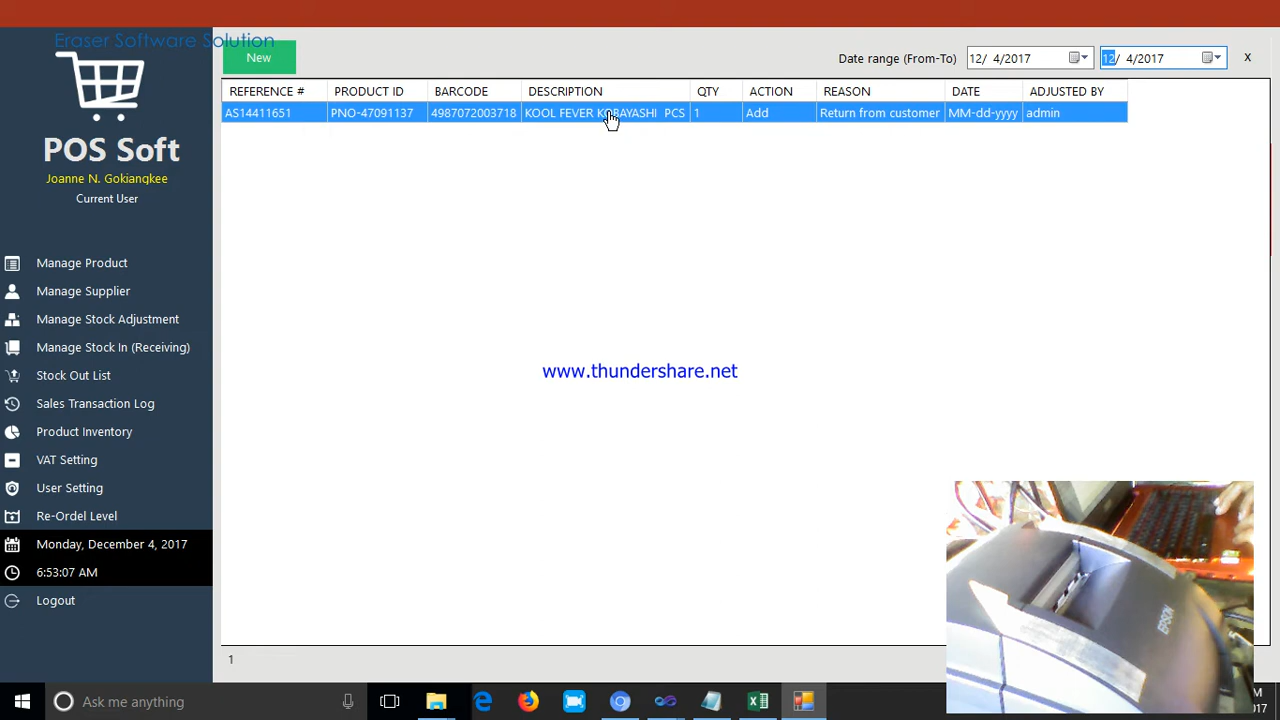 Eraser Software Solution
New
Date range (From-To)
12/ 4/2017
12/ 4/2017
x
REFERENCE # PRODUCT ID BARCODE DESCRIPTION QTY ACTION REASON DATE ADJUSTED BY
AS14411651 PNO-47091137 4987072003718 KOOL FEVER KOBAYASHI PCS 1 Add Return from customer MM-dd-yyyy admin
POS Soft
Joanne N. Gokiangkee
Current User
Manage Product
Manage Supplier
Manage Stock Adjustment
Manage Stock In (Receiving)
Stock Out List
Sales Transaction Log
Product Inventory
VAT Setting
User Setting
Re-Ordel Level
Monday, December 4, 2017
6:53:07 AM
Logout
www.thundershare.net
1
EPSON
Ask me anything
M
017